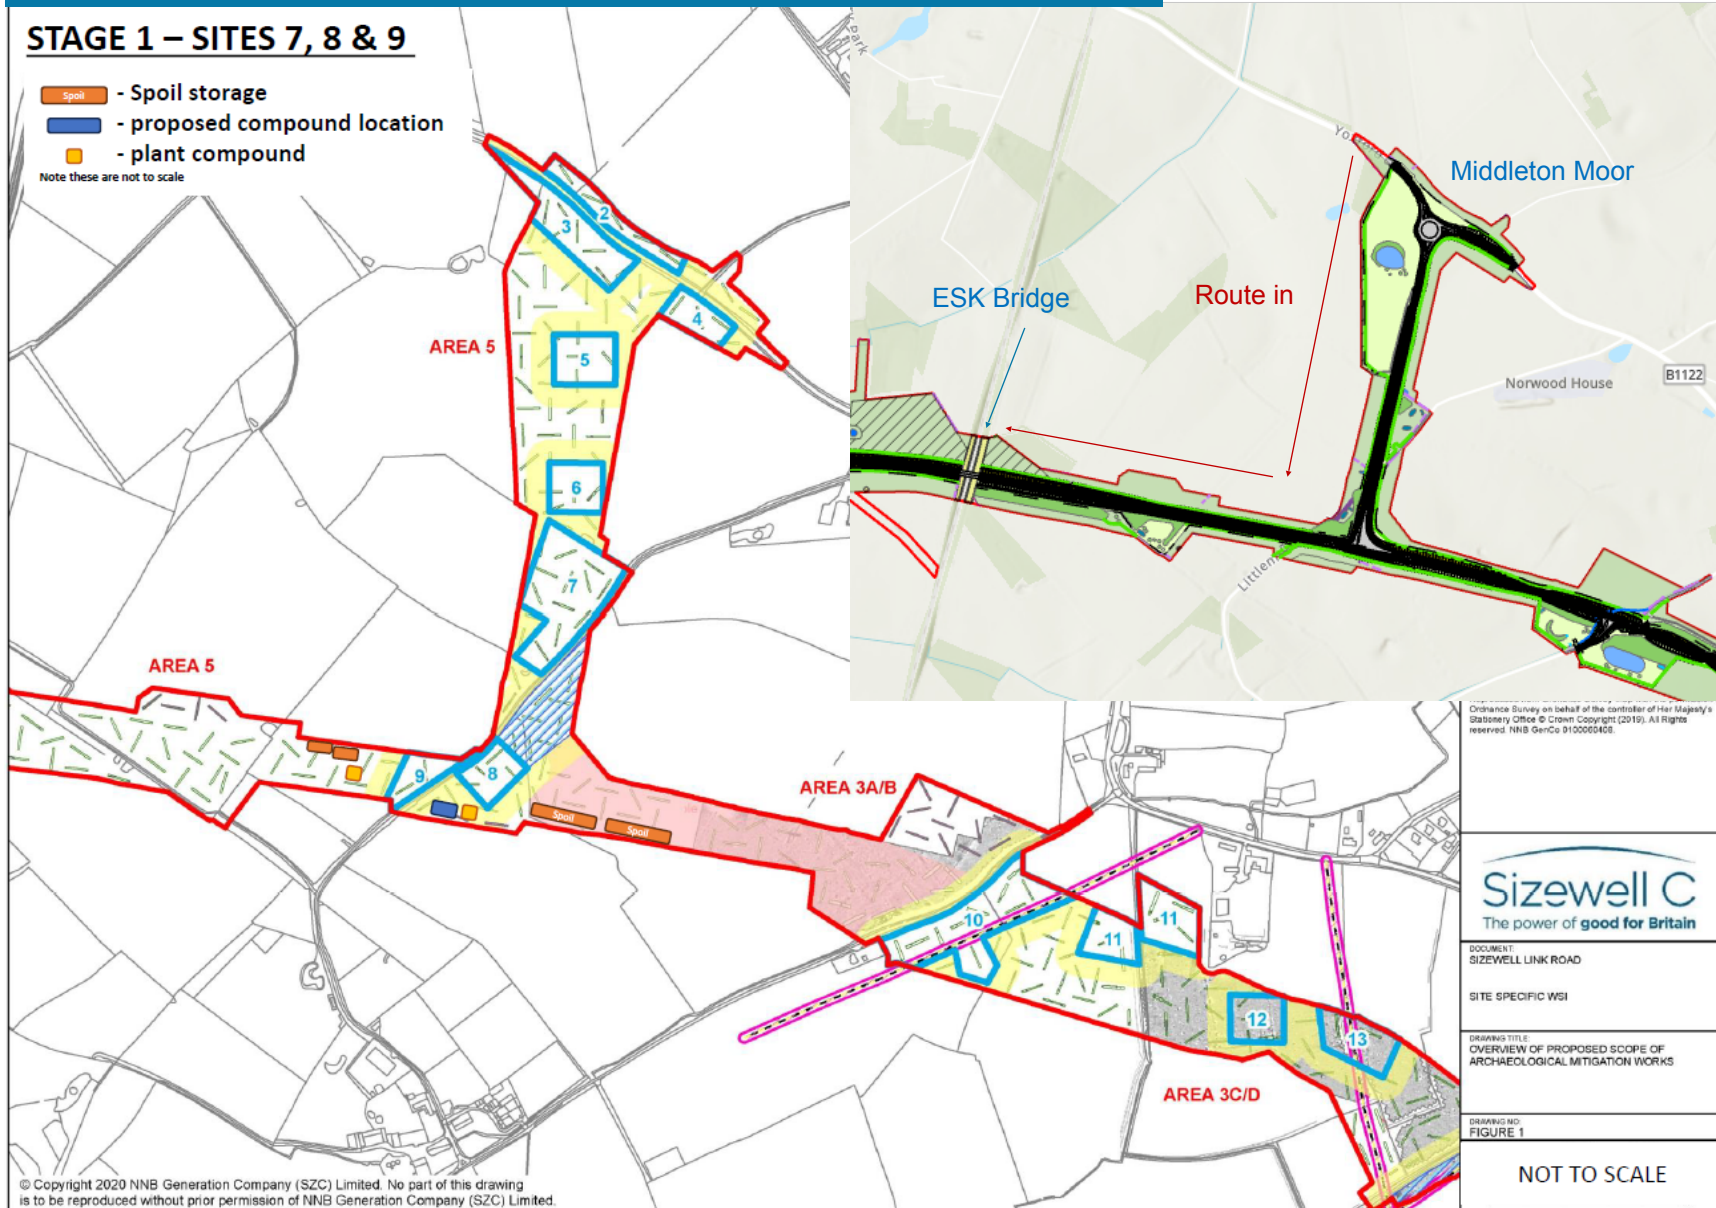 STAGE 1 – SITES 7, 8 & 9
Spoil - Spoil storage
- proposed compound location
- plant compound
Note these are not to scale
2
3
4
AREA 5
5
6
7
AREA 5
9
8
Spoil
Spoil
AREA 3A/B
10
11
11
12
13
AREA 3C/D
Park
Middleton Moor
ESK Bridge
Route in
Norwood House
B1122
Ordnance Survey on behalf of the controller of Her Majesty's
Stationery Office © Crown Copyright (2019). All Rights
reserved. NNB GenCo 0100060408.
Sizewell C
The power of good for Britain
DOCUMENT:
SIZEWELL LINK ROAD
SITE SPECIFIC WSI
DRAWING TITLE:
OVERVIEW OF PROPOSED SCOPE OF
ARCHAEOLOGICAL MITIGATION WORKS
DRAWING NO:
FIGURE 1
NOT TO SCALE
© Copyright 2020 NNB Generation Company (SZC) Limited. No part of this drawing
is to be reproduced without prior permission of NNB Generation Company (SZC) Limited.